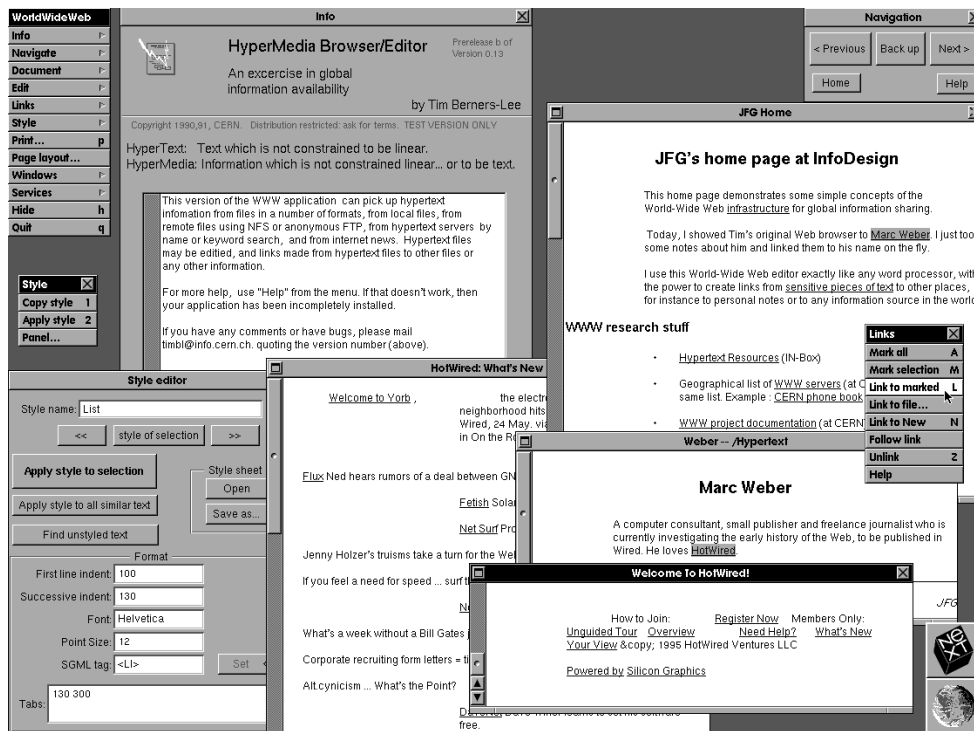 WorldWideWeb
Info
Navigate
Document
Edit
Links
Style
Print... p
Page layout...
Windows
Services
Hide h
Quit q
Style
Copy style 1
Apply style 2
Panel...
Info
HyperMedia Browser/Editor
Prerelease b of
Version 0.13
An excercise in global
information availability
by Tim Berners-Lee
Copyright 1990,91, CERN. Distribution restricted: ask for terms. TEST VERSION ONLY
HyperText: Text which is not constrained to be linear.
HyperMedia: Information which is not constrained linear... or to be text.
This version of the WWW application can pick up hypertext
infomation from files in a number of formats, from local files, from
remote files using NFS or anonymous FTP, from hypertext servers by
name or keyword search, and from internet news. Hypertext files
may be editied, and links made from hypertext files to other files or
any other information.
For more help, use "Help" from the menu. If that doesn't work, then
your application has been incompletely installed.
If you have any comments or have bugs, please mail
timbl@info.cern.ch. quoting the version number (above).
Navigation
< Previous Back up Next >
Home Help
JFG Home
JFG's home page at InfoDesign
This home page demonstrates some simple concepts of the
World-Wide Web infrastructure for global information sharing.
Today, I showed Tim's original Web browser to Marc Weber. I just too
some notes about him and linked them to his name on the fly.
I use this World-Wide Web editor exactly like any word processor, with
the power to create links from sensitive pieces of text to other places,
for instance to personal notes or to any information source in the world
WWW research stuff
• Hypertext Resources (IN-Box)
• Geographical list of WWW servers (at C
same list. Example : CERN phone book
• WWW project documentation (at CERN
Links
Mark all A
Mark selection M
Link to marked L
Link to file...
Link to New N
Follow link
Unlink Z
Help
Style editor
Style name: List
<< style of selection >>
Apply style to selection
Apply style to all similar text
Find unstyled text
Style sheet
Open
Save as...
Format
First line indent: 100
Successive indent: 130
Font: Helvetica
Point Size: 12
SGML tag: <LI>
Set
Tabs: 130 300
HotWired: What's New
Welcome to Yorb , the electro
neighborhood hits
Wired, 24 May. via
in On the Ro
Flux Ned hears rumors of a deal between GN
Fetish Solar
Net Surf Pro
Jenny Holzer's truisms take a turn for the Wel
If you feel a need for speed ... surf t
What's a week without a Bill Gates j
Corporate recruiting form letters = ti
Alt.cynicism ... What's the Point?
free.
Weber -- /Hypertext
Marc Weber
A computer consultant, small publisher and freelance journalist who is
currently investigating the early history of the Web, to be published in
Wired. He loves HotWired.
JFG
Welcome To HotWired!
How to Join: Register Now Members Only:
Unguided Tour Overview Need Help? What's New
Your View &copy; 1995 HotWired Ventures LLC
Powered by Silicon Graphics
NeXT